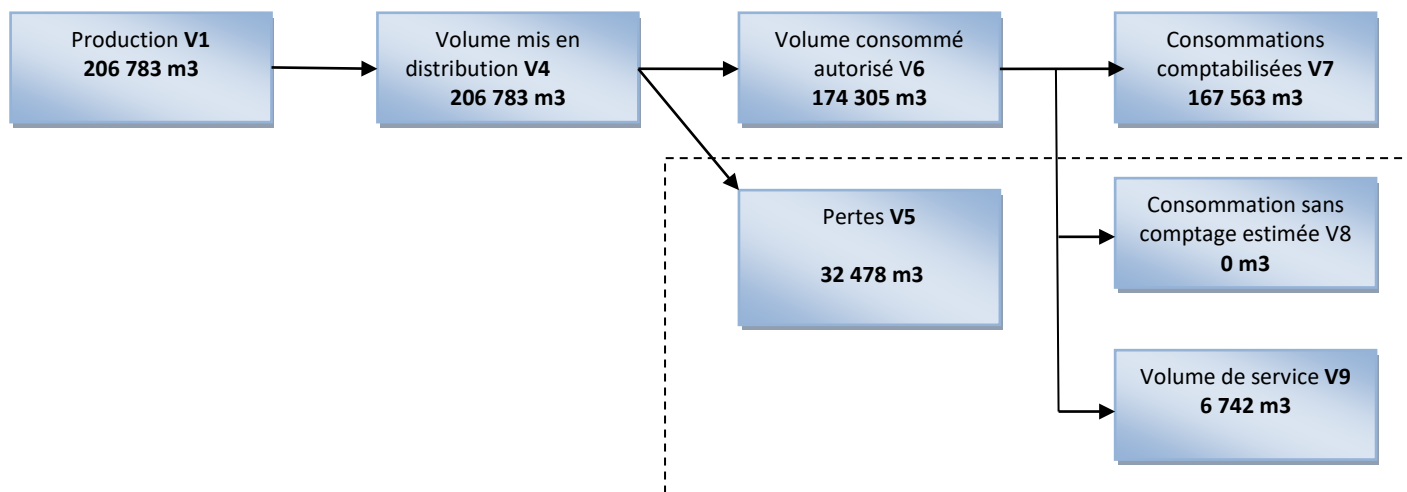 Production V1
206 783 m3
Volume mis en
distribution V4
206 783 m3
Volume consommé
autorisé V6
174 305 m3
Consommations
comptabilisées V7
167 563 m3
Pertes V5
32 478 m3
Consommation sans
comptage estimée V8
0 m3
Volume de service V9
6 742 m3